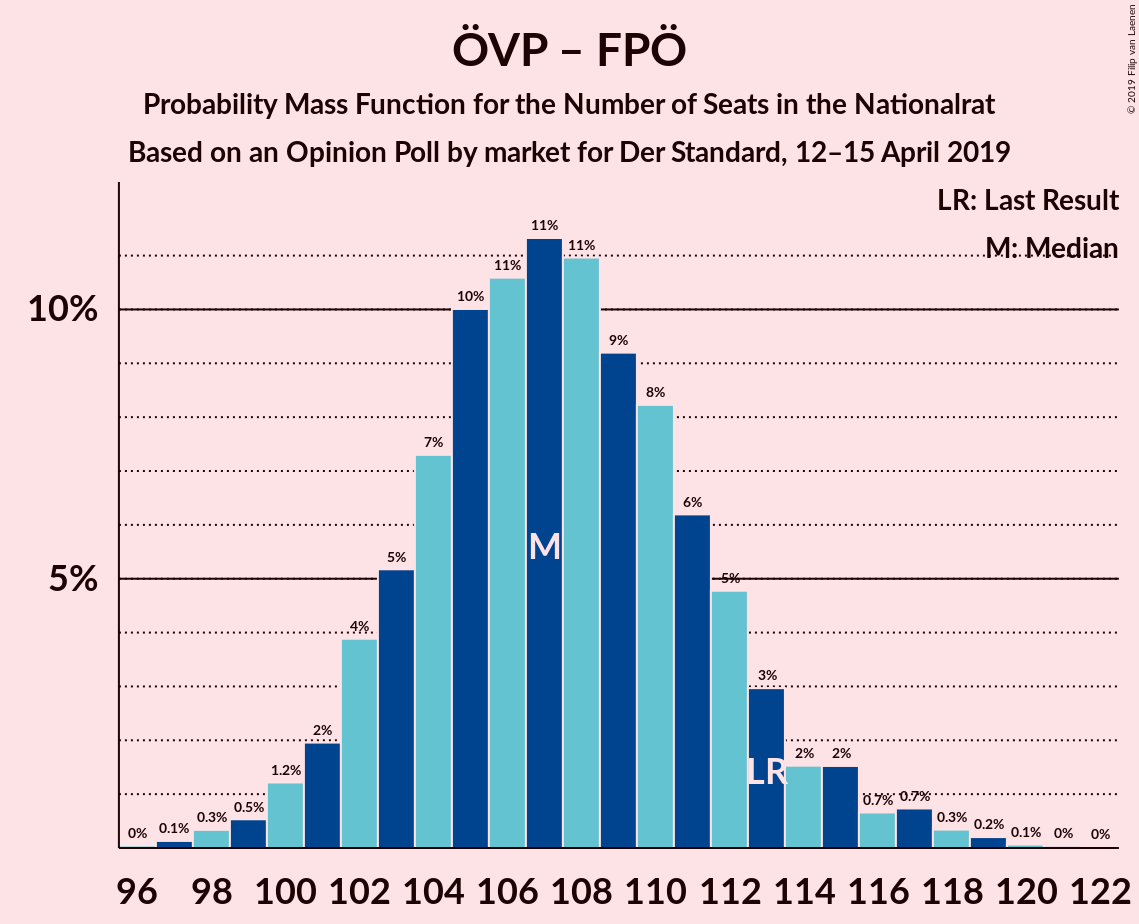 ÖVP – FPÖ
Probability Mass Function for the Number of Seats in the Nationalrat
Based on an Opinion Poll by market for Der Standard, 12–15 April 2019
© 2019 Filip van Laenen
LR: Last Result
M: Median
10%
5%
0% 0.1% 0.3% 0.5% 1.2% 2% 4% 5% 7% 10% 11% 11% 11% 9% 8% 6% 5% 3% 2% 2% 0.7% 0.7% 0.3% 0.2% 0.1% 0% 0%
M
LR
96 98 100 102 104 106 108 110 112 114 116 118 120 122